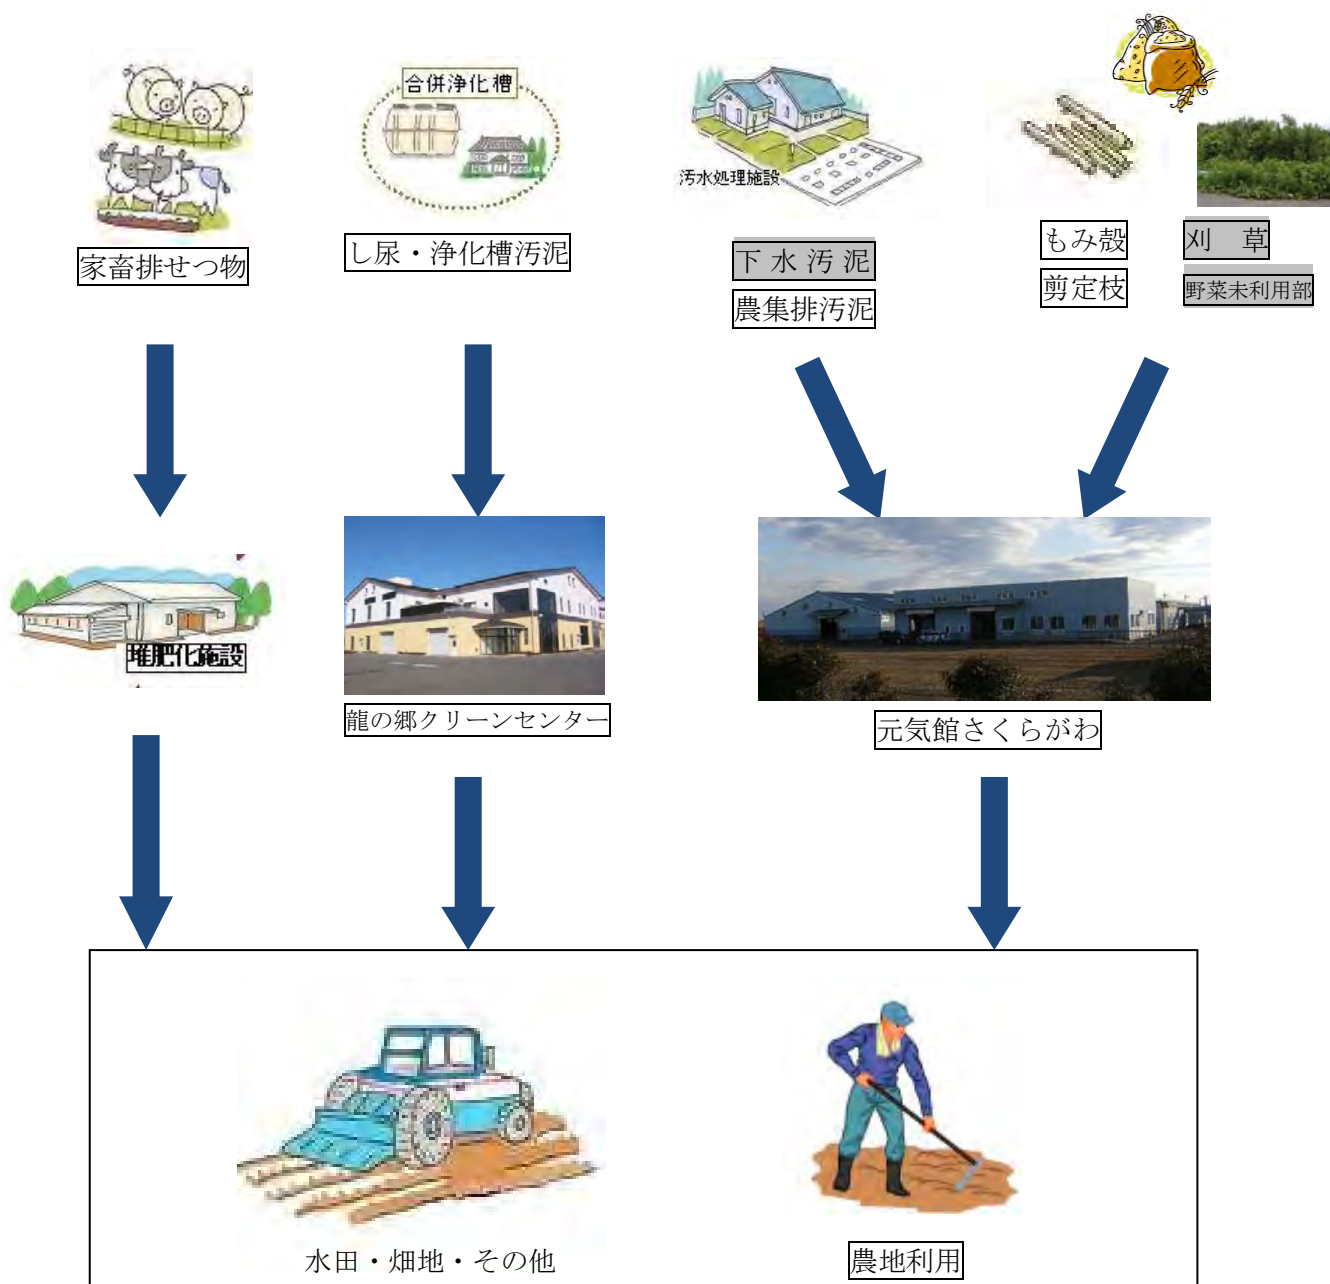 合併浄化槽
汚水処理施設
家畜排せつ物
し尿・浄化槽汚泥
下水汚泥
農集排汚泥
もみ殻
剪定枝
刈　草
野菜未利用部
堆肥化施設
龍の郷クリーンセンター
元気館さくらがわ
水田・畑地・その他
農地利用